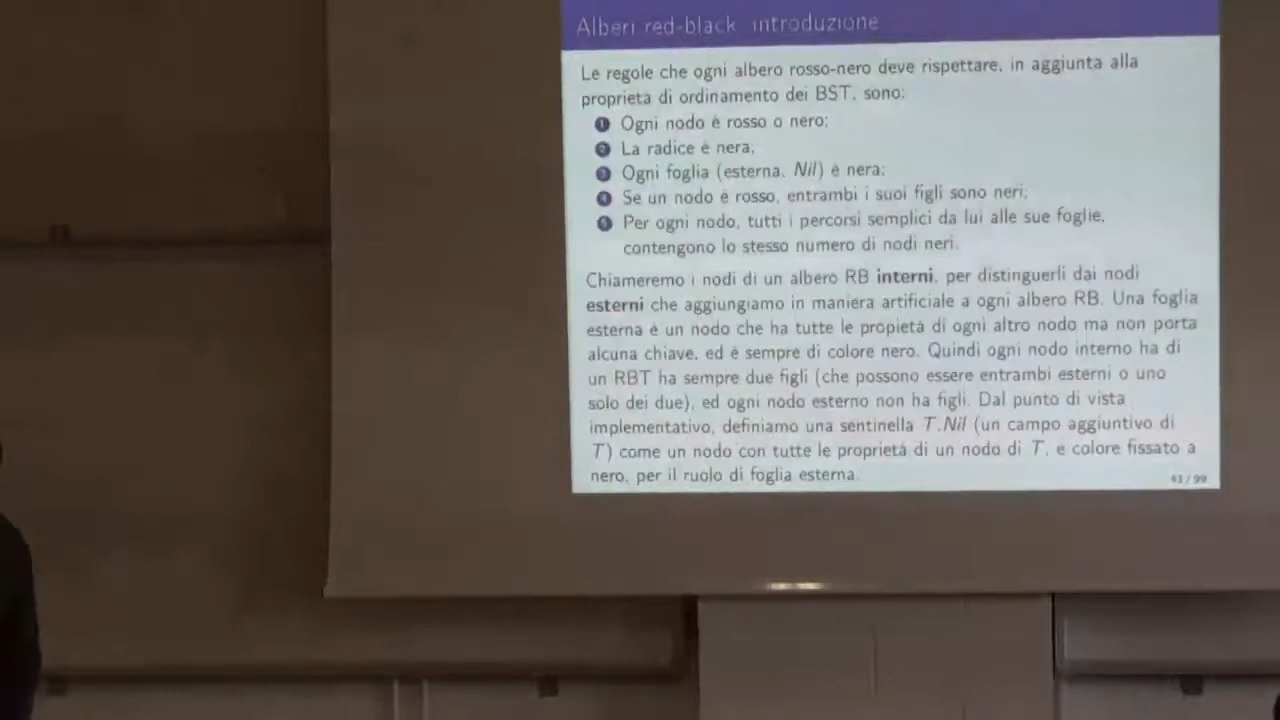 Alberi red-black: introduzione
Le regole che ogni albero rosso-nero deve rispettare, in aggiunta alla
proprietà di ordinamento dei BST, sono:
1 Ogni nodo è rosso o nero;
2 La radice è nera;
3 Ogni foglia (esterna, Nil) è nera;
4 Se un nodo è rosso, entrambi i suoi figli sono neri;
5 Per ogni nodo, tutti i percorsi semplici da lui alle sue foglie,
contengono lo stesso numero di nodi neri.
Chiameremo i nodi di un albero RB interni, per distinguerli dai nodi
esterni che aggiungiamo in maniera artificiale a ogni albero RB. Una foglia
esterna è un nodo che ha tutte le propietà di ogni altro nodo ma non porta
alcuna chiave, ed è sempre di colore nero. Quindi ogni nodo interno ha di
un RBT ha sempre due figli (che possono essere entrambi esterni o uno
solo dei due), ed ogni nodo esterno non ha figli. Dal punto di vista
implementativo, definiamo una sentinella T.Nil (un campo aggiuntivo di
T) come un nodo con tutte le proprietà di un nodo di T, e colore fissato a
nero, per il ruolo di foglia esterna.
43 / 99